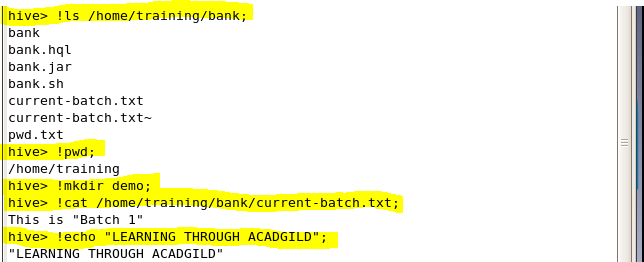 hive> !ls /home/training/bank;
bank
bank.hql
bank.jar
bank.sh
current-batch.txt
current-batch.txt~
pwd.txt
hive> !pwd;
/home/training
hive> !mkdir demo;
hive> !cat /home/training/bank/current-batch.txt;
This is "Batch 1"
hive> !echo "LEARNING THROUGH ACADGILD";
"LEARNING THROUGH ACADGILD"